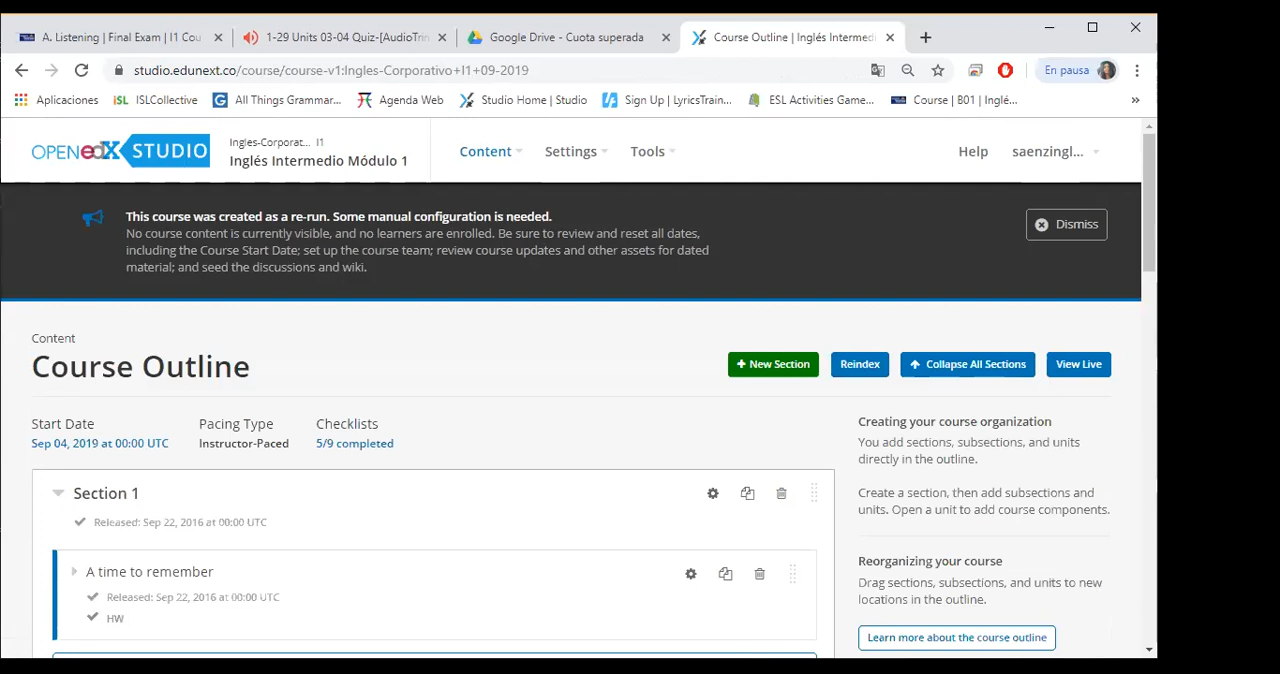 A. Listening | Final Exam | I1 Cou
1-29 Units 03-04 Quiz-[AudioTrin
Google Drive - Cuota superada
Course Outline | Inglés Intermedi
studio.edunext.co/course/course-v1:Ingles-Corporativo+I1+09-2019
En pausa
Aplicaciones
iSL ISLCollective
All Things Grammar...
Agenda Web
Studio Home | Studio
Sign Up | LyricsTrain...
ESL Activities Game...
Course | B01 | Inglé...
»
OPEN edX STUDIO
Ingles-Corporat... I1
Inglés Intermedio Módulo 1
Content
Settings
Tools
Help
saenzingl...
This course was created as a re-run. Some manual configuration is needed.
No course content is currently visible, and no learners are enrolled. Be sure to review and reset all dates,
including the Course Start Date; set up the course team; review course updates and other assets for dated
material; and seed the discussions and wiki.
Dismiss
Content
Course Outline
+ New Section
Reindex
Collapse All Sections
View Live
Start Date
Sep 04, 2019 at 00:00 UTC
Pacing Type
Instructor-Paced
Checklists
5/9 completed
Section 1
Released: Sep 22, 2016 at 00:00 UTC
A time to remember
Released: Sep 22, 2016 at 00:00 UTC
HW
Creating your course organization
You add sections, subsections, and units
directly in the outline.
Create a section, then add subsections and
units. Open a unit to add course components.
Reorganizing your course
Drag sections, subsections, and units to new
locations in the outline.
Learn more about the course outline